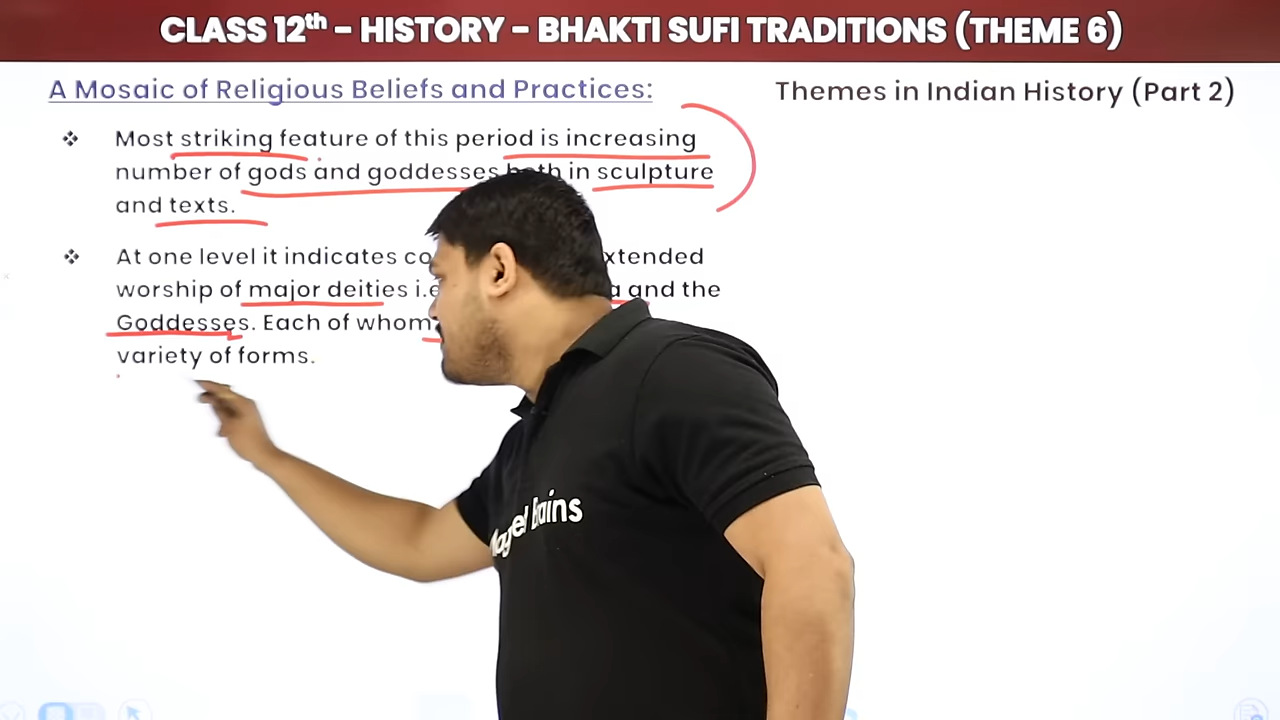 CLASS 12th - HISTORY - BHAKTI SUFI TRADITIONS (THEME 6)
A Mosaic of Religious Beliefs and Practices:
Themes in Indian History (Part 2)
❖ Most striking feature of this period is increasing
number of gods and goddesses both in sculpture
and texts.
❖ At one level it indicates
worship of major deities and the
Goddesses. Each of whom
variety of forms.
Brains